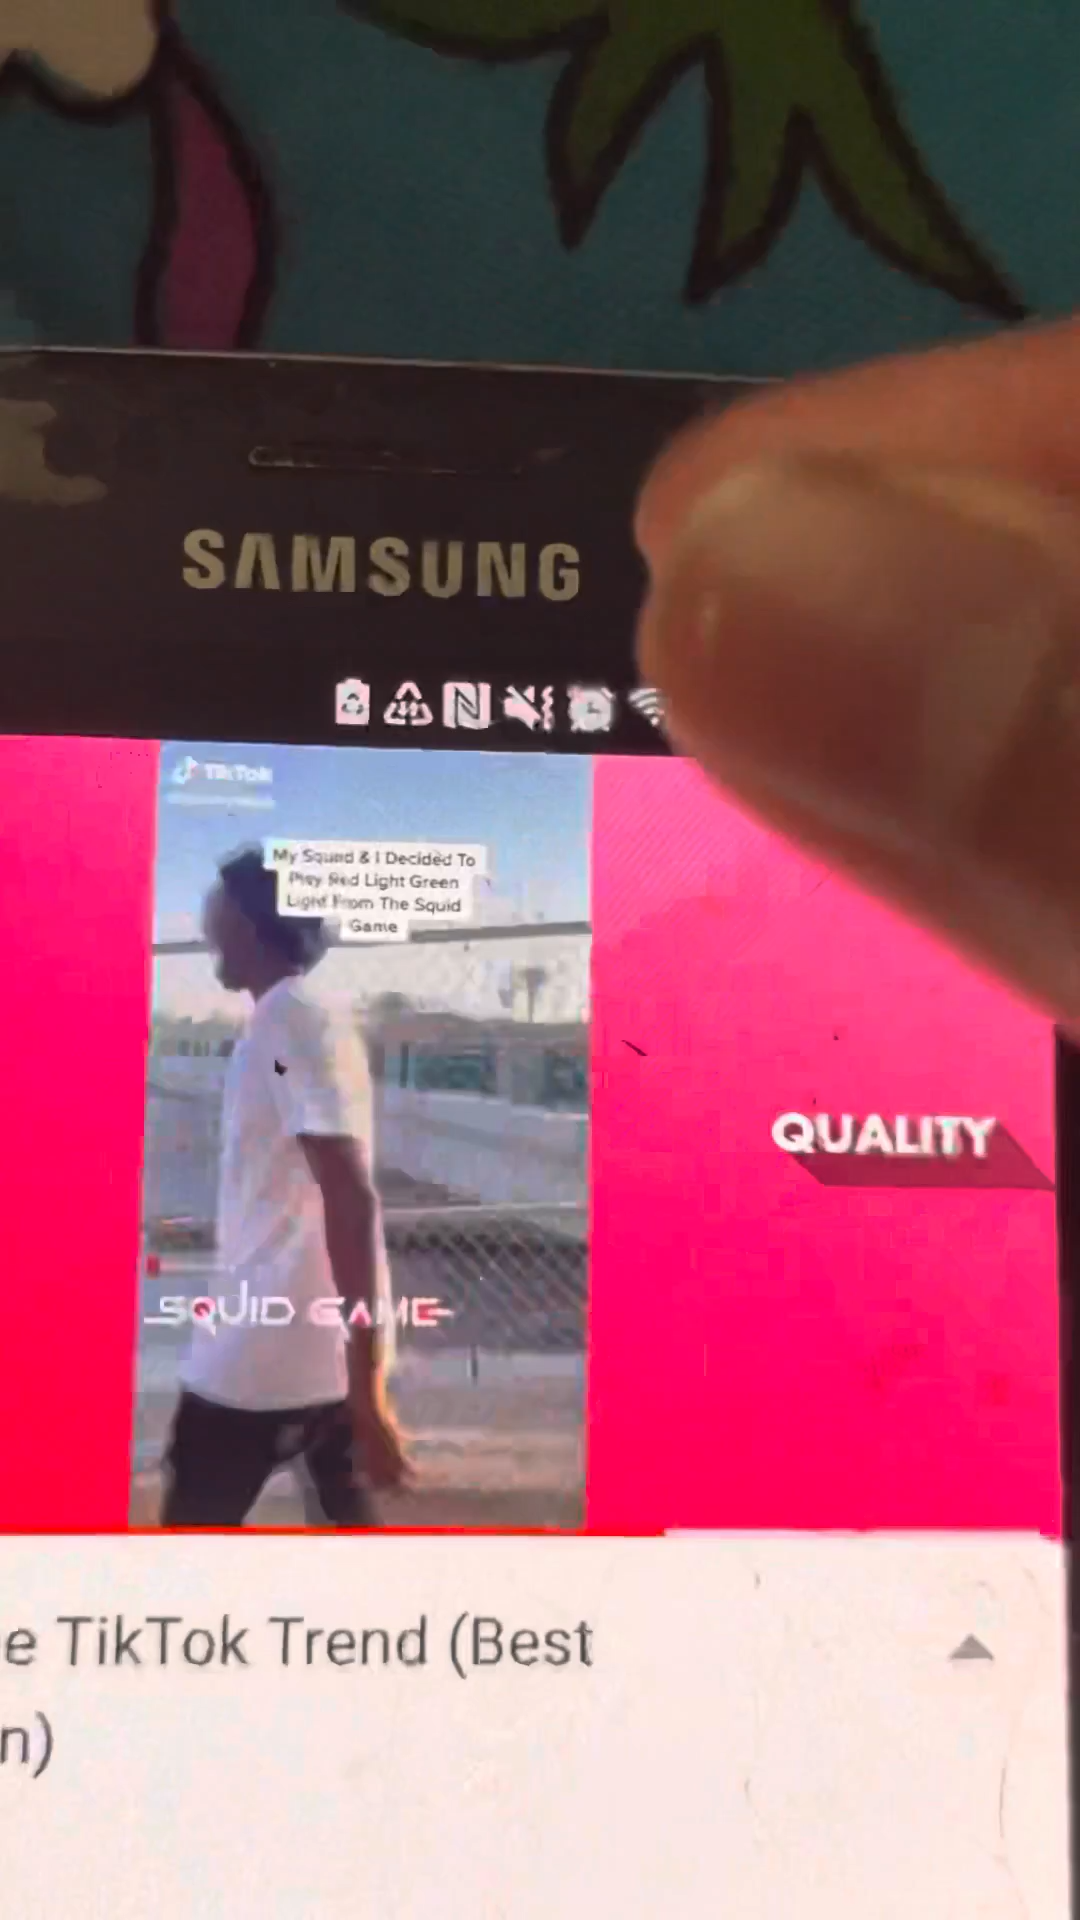 SAMSUNG
TikTok
My Squad & I Decided To
Play Red Light Green
Light From The Squid
Game
QUALITY
SQUID GAME
e TikTok Trend (Best
n)